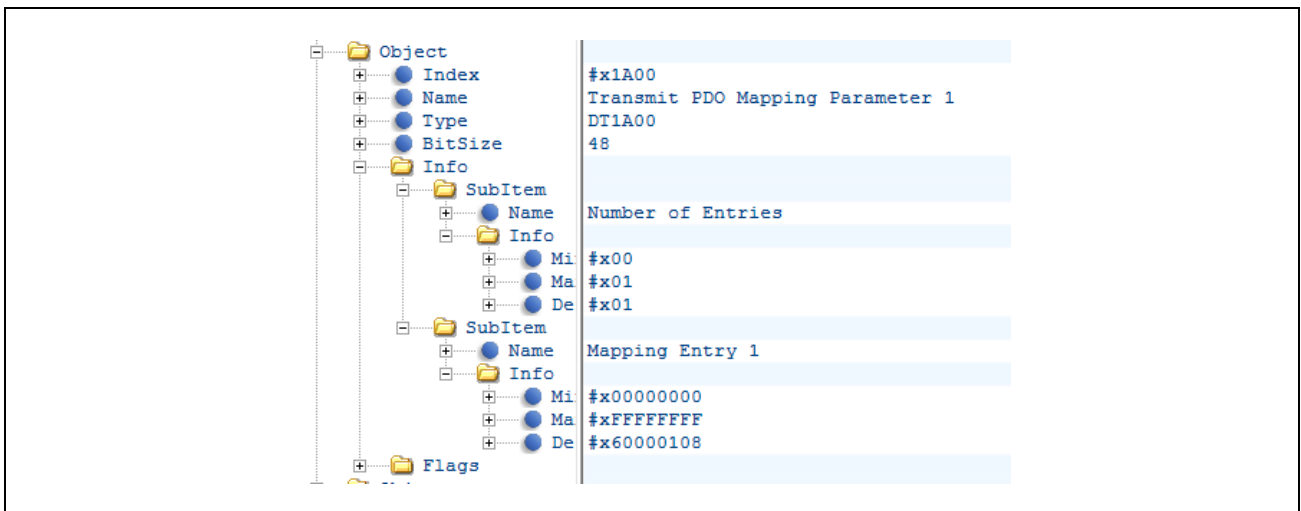 Object
Index #x1A00
Name Transmit PDO Mapping Parameter 1
Type DT1A00
BitSize 48
Info
SubItem
Name Number of Entries
Info
Mi #x00
Ma #x01
De #x01
SubItem
Name Mapping Entry 1
Info
Mi #x00000000
Ma #xFFFFFFFF
De #x60000108
Flags